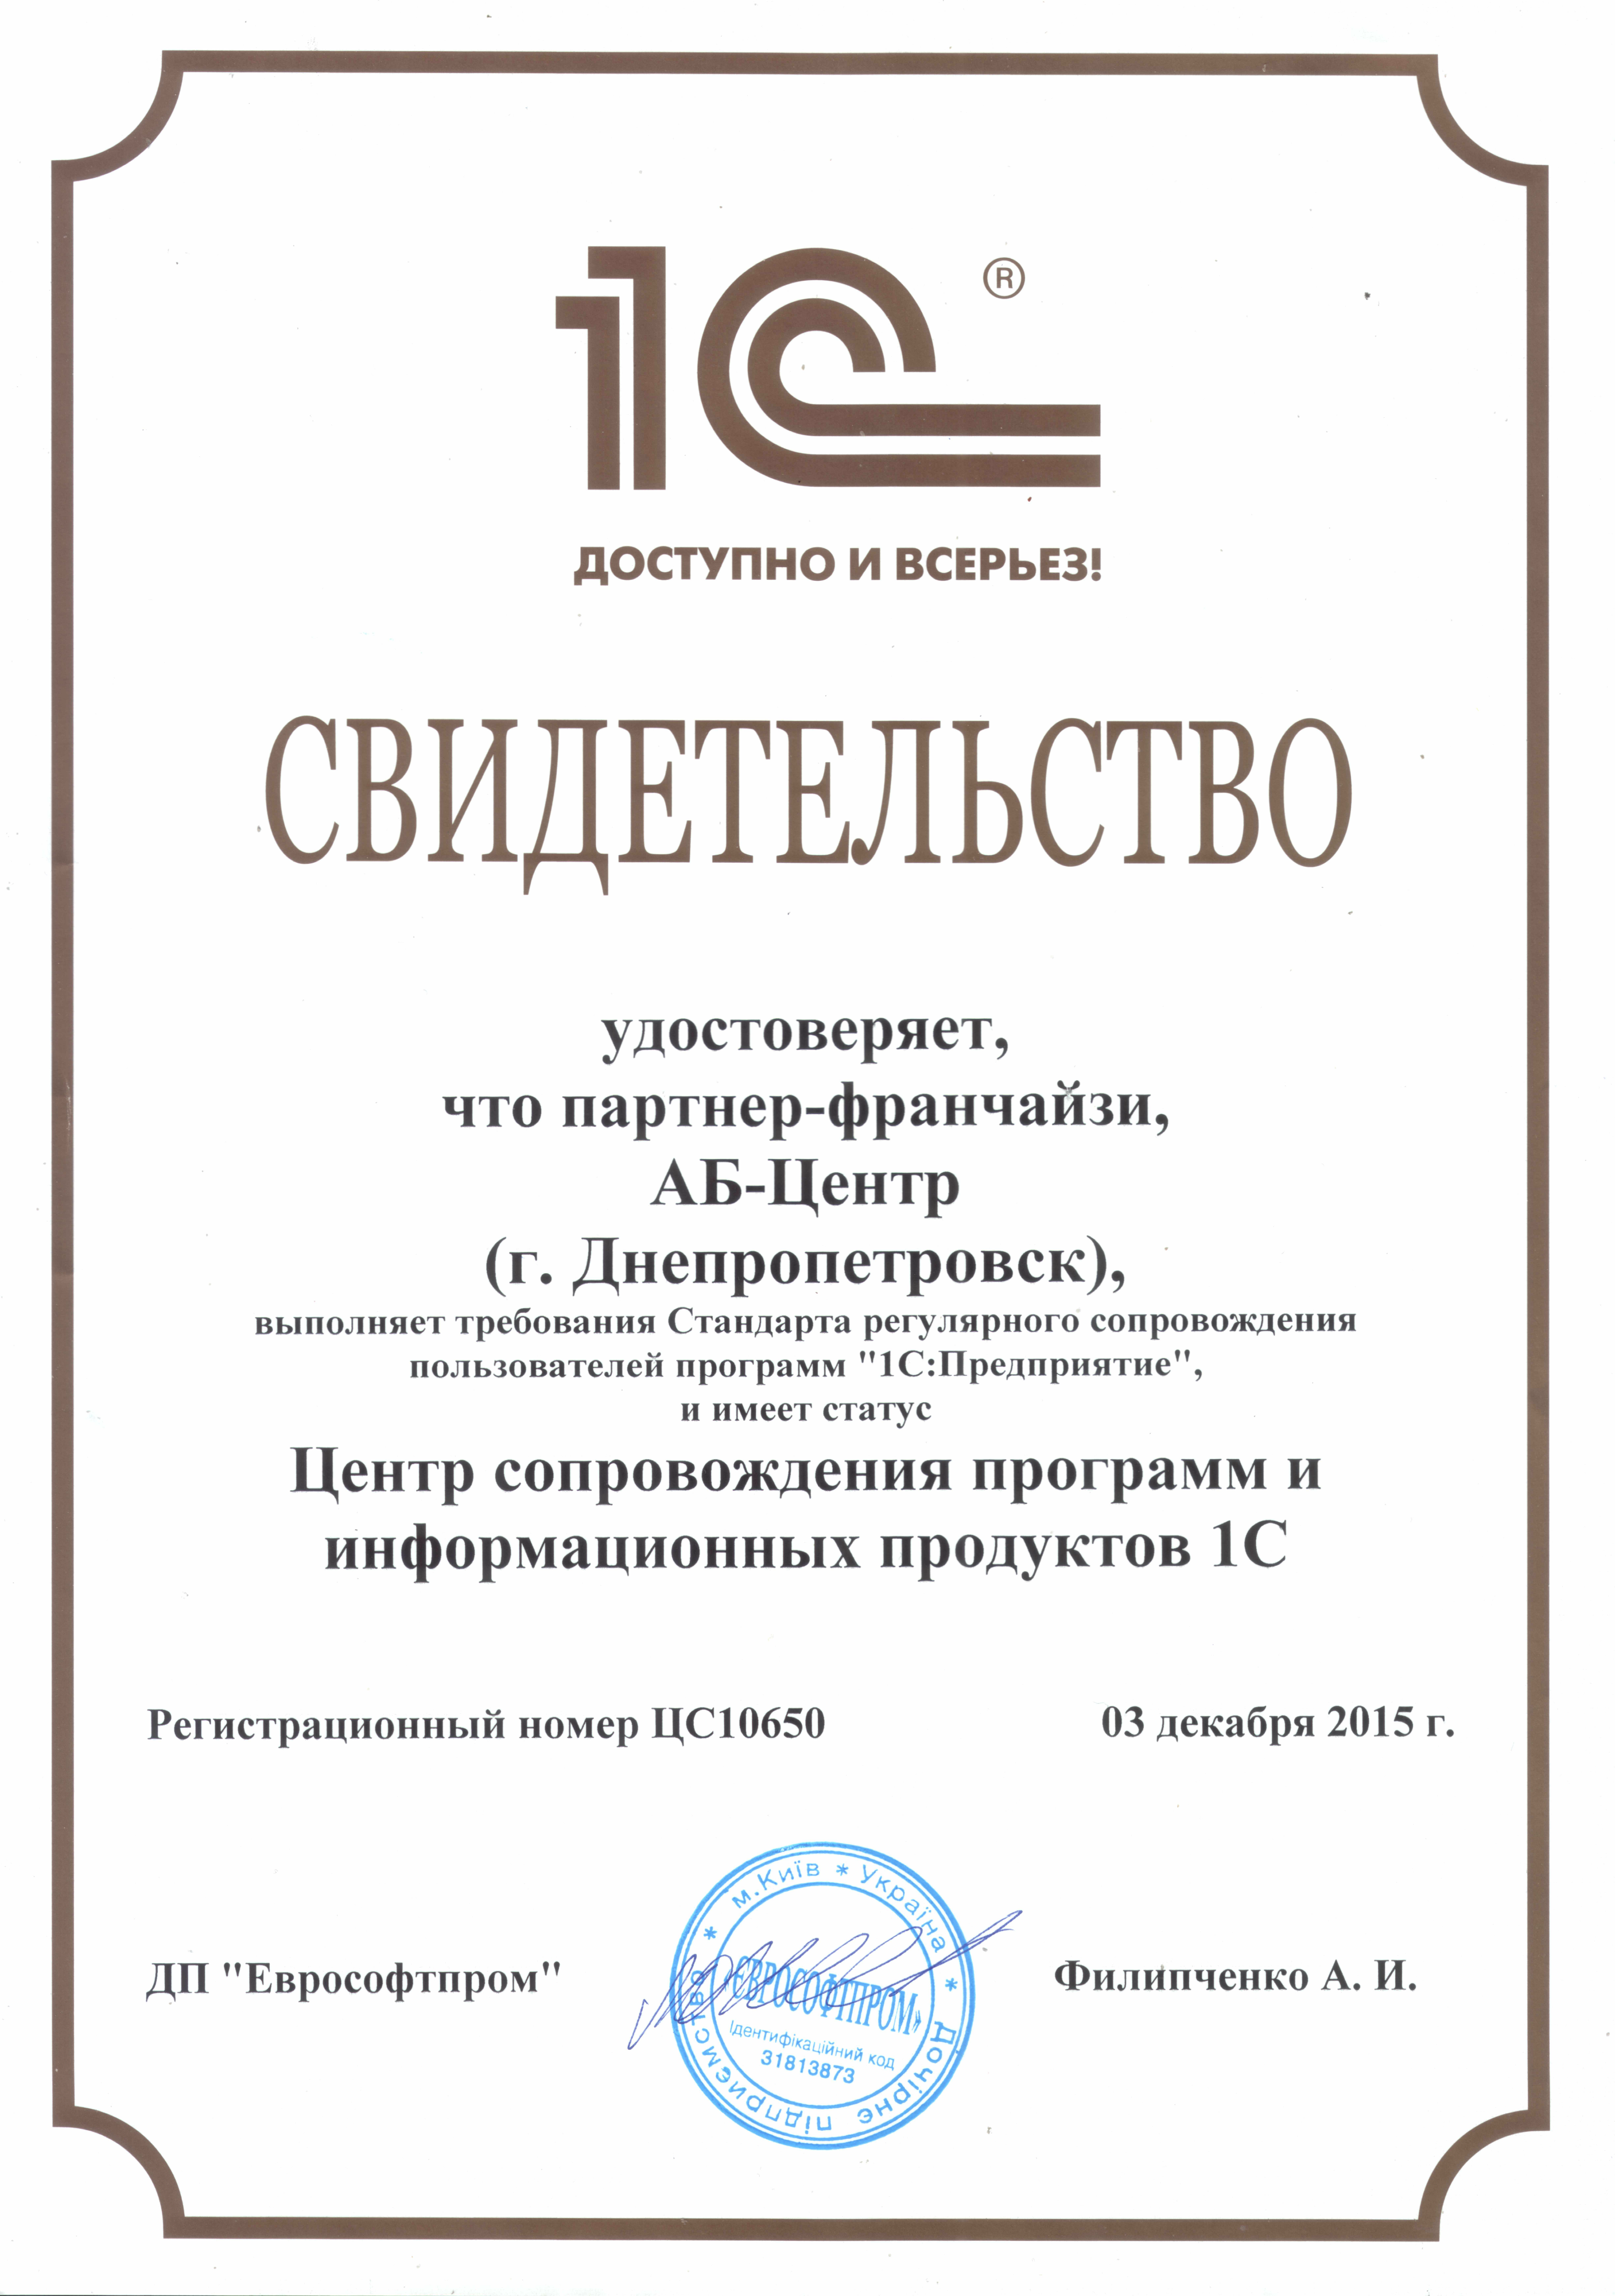 1С ®
ДОСТУПНО И ВСЕРЬЕЗ!
СВИДЕТЕЛЬСТВО
удостоверяет,
что партнер-франчайзи,
АБ-Центр
(г. Днепропетровск),
выполняет требования Стандарта регулярного сопровождения
пользователей программ "1С:Предприятие",
и имеет статус
Центр сопровождения программ и
информационных продуктов 1С
Регистрационный номер ЦС10650
03 декабря 2015 г.
ДП "Еврософтпром"
м.Київ * Україна * Дочірнє підприємство *
«ЕВРОСОФТПРОМ»
Ідентифікаційний код
31813873
Филипченко А. И.